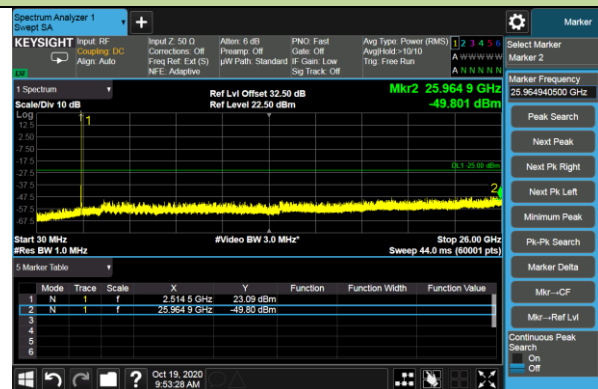 Spectrum Analyzer 1
Swept SA
Marker
KEYSIGHT
Input: RF
Coupling: DC
Align: Auto
Input Z: 50 Ω
Corrections: Off
Freq Ref: Ext (S)
NFE: Adaptive
Atten: 6 dB
Preamp: Off
µW Path: Standard
PNO: Fast
Gate: Off
IF Gain: Low
Sig Track: Off
Avg Type: Power (RMS)
Avg|Hold:>10/10
Trig: Free Run
1 2 3 4 5 6
A W W W W W
A N N N N N
LXI
Select Marker
Marker 2
Marker Frequency
25.964940500 GHz
Peak Search
Next Peak
Next Pk Right
Next Pk Left
Minimum Peak
Pk-Pk Search
Marker Delta
Mkr→CF
Mkr→Ref Lvl
Continuous Peak
Search
On
Off
1 Spectrum
Scale/Div 10 dB
Ref Lvl Offset 32.50 dB
Ref Level 22.50 dBm
Mkr2 25.964 9 GHz
-49.801 dBm
Log
12.5
2.50
-7.50
-17.5
-27.5
-37.5
-47.5
-57.5
-67.5
1
DL1 -25.00 dBm
2
Start 30 MHz
#Res BW 1.0 MHz
#Video BW 3.0 MHz*
Stop 26.00 GHz
Sweep 44.0 ms (60001 pts)
5 Marker Table
Mode Trace Scale X Y Function Function Width Function Value
1 N 1 f 2.514 5 GHz 23.09 dBm
2 N 1 f 25.964 9 GHz -49.80 dBm
3
4
5
6
?
Oct 19, 2020
9:53:28 AM